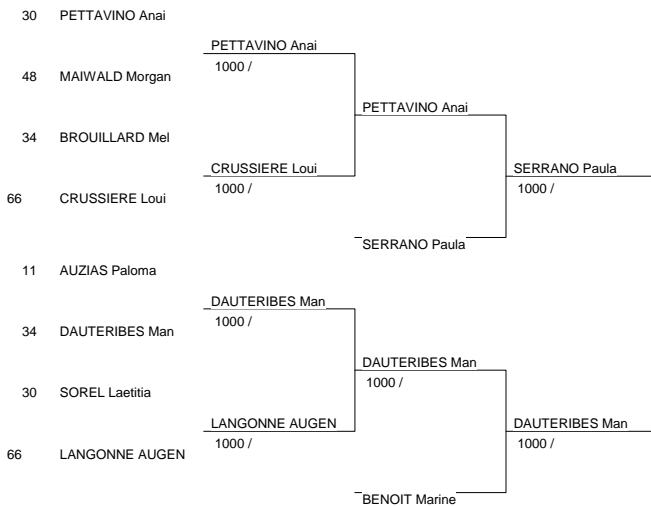 30 PETTAVINO Anai
PETTAVINO Anai
1000 /
48 MAIWALD Morgan
PETTAVINO Anai
34 BROUILLARD Mel
CRUSSIERE Loui
1000 /
SERRANO Paula
1000 /
66 CRUSSIERE Loui
SERRANO Paula
11 AUZIAS Paloma
DAUTERIBES Man
1000 /
34 DAUTERIBES Man
DAUTERIBES Man
1000 /
30 SOREL Laetitia
LANGONNE AUGEN
1000 /
DAUTERIBES Man
1000 /
66 LANGONNE AUGEN
BENOIT Marine